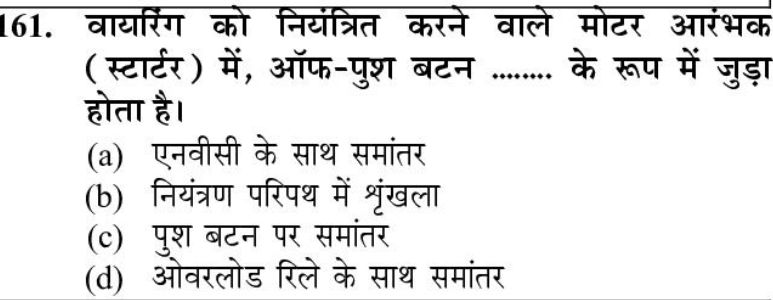 161. वायरिंग को नियंत्रित करने वाले मोटर आरंभक
(स्टार्टर) में, ऑफ-पुश बटन ........ के रूप में जुड़ा
होता है।
(a) एनवीसी के साथ समांतर
(b) नियंत्रण परिपथ में श्रृंखला
(c) पुश बटन पर समांतर
(d) ओवरलोड रिले के साथ समांतर